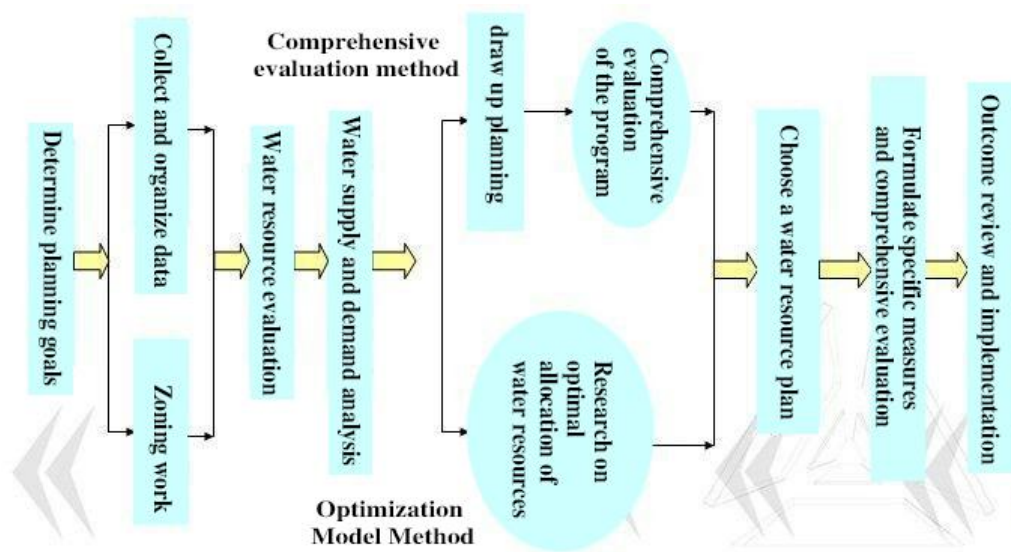 Determine planning goals
Collect and organize data
Zoning work
Water resource evaluation
Water supply and demand analysis
Comprehensive
evaluation method
draw up planning
Comprehensive
evaluation
of the program
Research on
optimal
allocation of
water resources
Optimization
Model Method
Choose a water resource plan
Formulate specific measures
and comprehensive evaluation
Outcome review and implementation